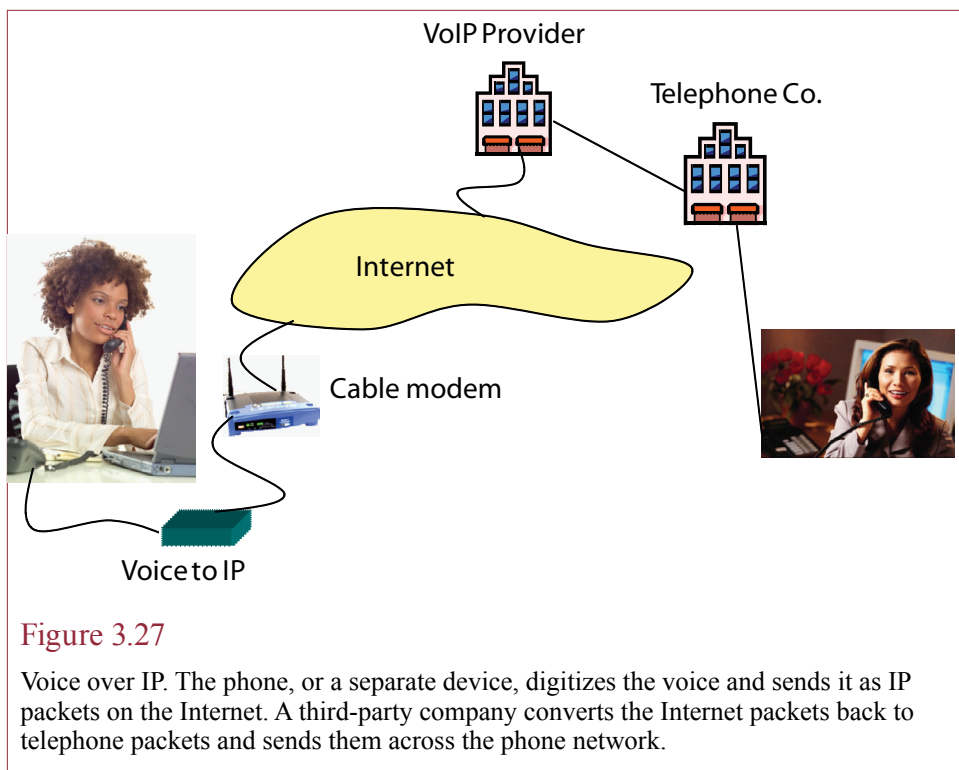 VoIP Provider
Telephone Co.
Internet
Cable modem
Voice to IP
Figure 3.27
Voice over IP. The phone, or a separate device, digitizes the voice and sends it as IP
packets on the Internet. A third-party company converts the Internet packets back to
telephone packets and sends them across the phone network.